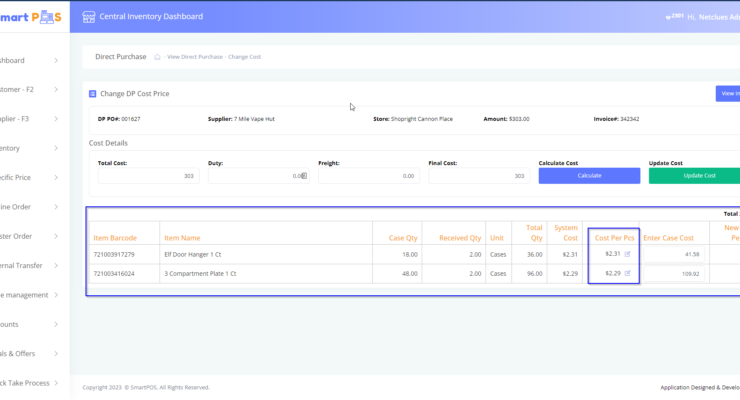 mart POS
Central Inventory Dashboard
Hi, Netclues Adm
Direct Purchase - View Direct Purchase - Change Cost
shboard
stomer - F2
plier - F3
entory
cific Price
ine Order
ster Order
ernal Transfer
e management
ounts
als & Offers
ck Take Process
Change DP Cost Price
View In
DP PO#: 001627 Supplier: 7 Mile Vape Hut Store: Shopright Cannon Place Amount: $303.00 Invoice#: 342342
Cost Details
Total Cost: Duty: Freight: Final Cost: Calculate Cost Update Cost
303 0.00 0.00 303 Calculate Update Cost
Total
Item Barcode Item Name Case Qty Received Qty Unit Total Qty System Cost Cost Per Pcs Enter Case Cost New Pe
721003917279 Elf Door Hanger 1 Ct 18.00 2.00 Cases 36.00 $2.31 $2.31 41.58
721003416024 3 Compartment Plate 1 Ct 48.00 2.00 Cases 96.00 $2.29 $2.29 109.92
Copyright 2023 © SmartPOS. All Rights Reserved.
Application Designed & Develo